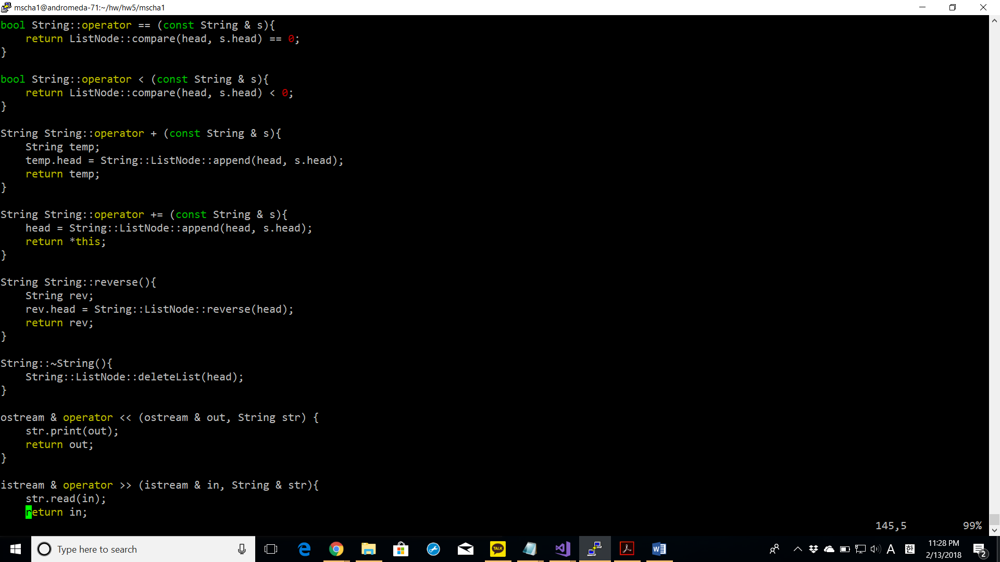 mscha1@andromeda-71:~/hw/hw5/mscha1
bool String::operator == (const String & s){
    return ListNode::compare(head, s.head) == 0;
}

bool String::operator < (const String & s){
    return ListNode::compare(head, s.head) < 0;
}

String String::operator + (const String & s){
    String temp;
    temp.head = String::ListNode::append(head, s.head);
    return temp;
}

String String::operator += (const String & s){
    head = String::ListNode::append(head, s.head);
    return *this;
}

String String::reverse(){
    String rev;
    rev.head = String::ListNode::reverse(head);
    return rev;
}

String::~String(){
    String::ListNode::deleteList(head);
}

ostream & operator << (ostream & out, String str) {
    str.print(out);
    return out;
}

istream & operator >> (istream & in, String & str){
    str.read(in);
    return in;
145,5 99%
Type here to search
TALK
A 한
11:28 PM
2/13/2018
2